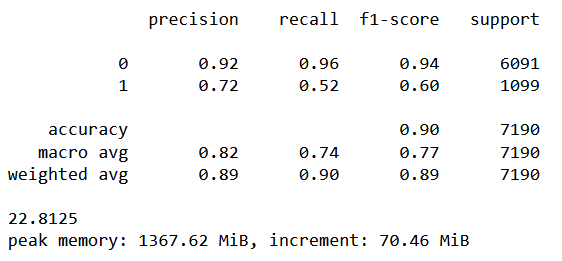 precision recall f1-score support
0 0.92 0.96 0.94 6091
1 0.72 0.52 0.60 1099
accuracy 0.90 7190
macro avg 0.82 0.74 0.77 7190
weighted avg 0.89 0.90 0.89 7190
22.8125
peak memory: 1367.62 MiB, increment: 70.46 MiB